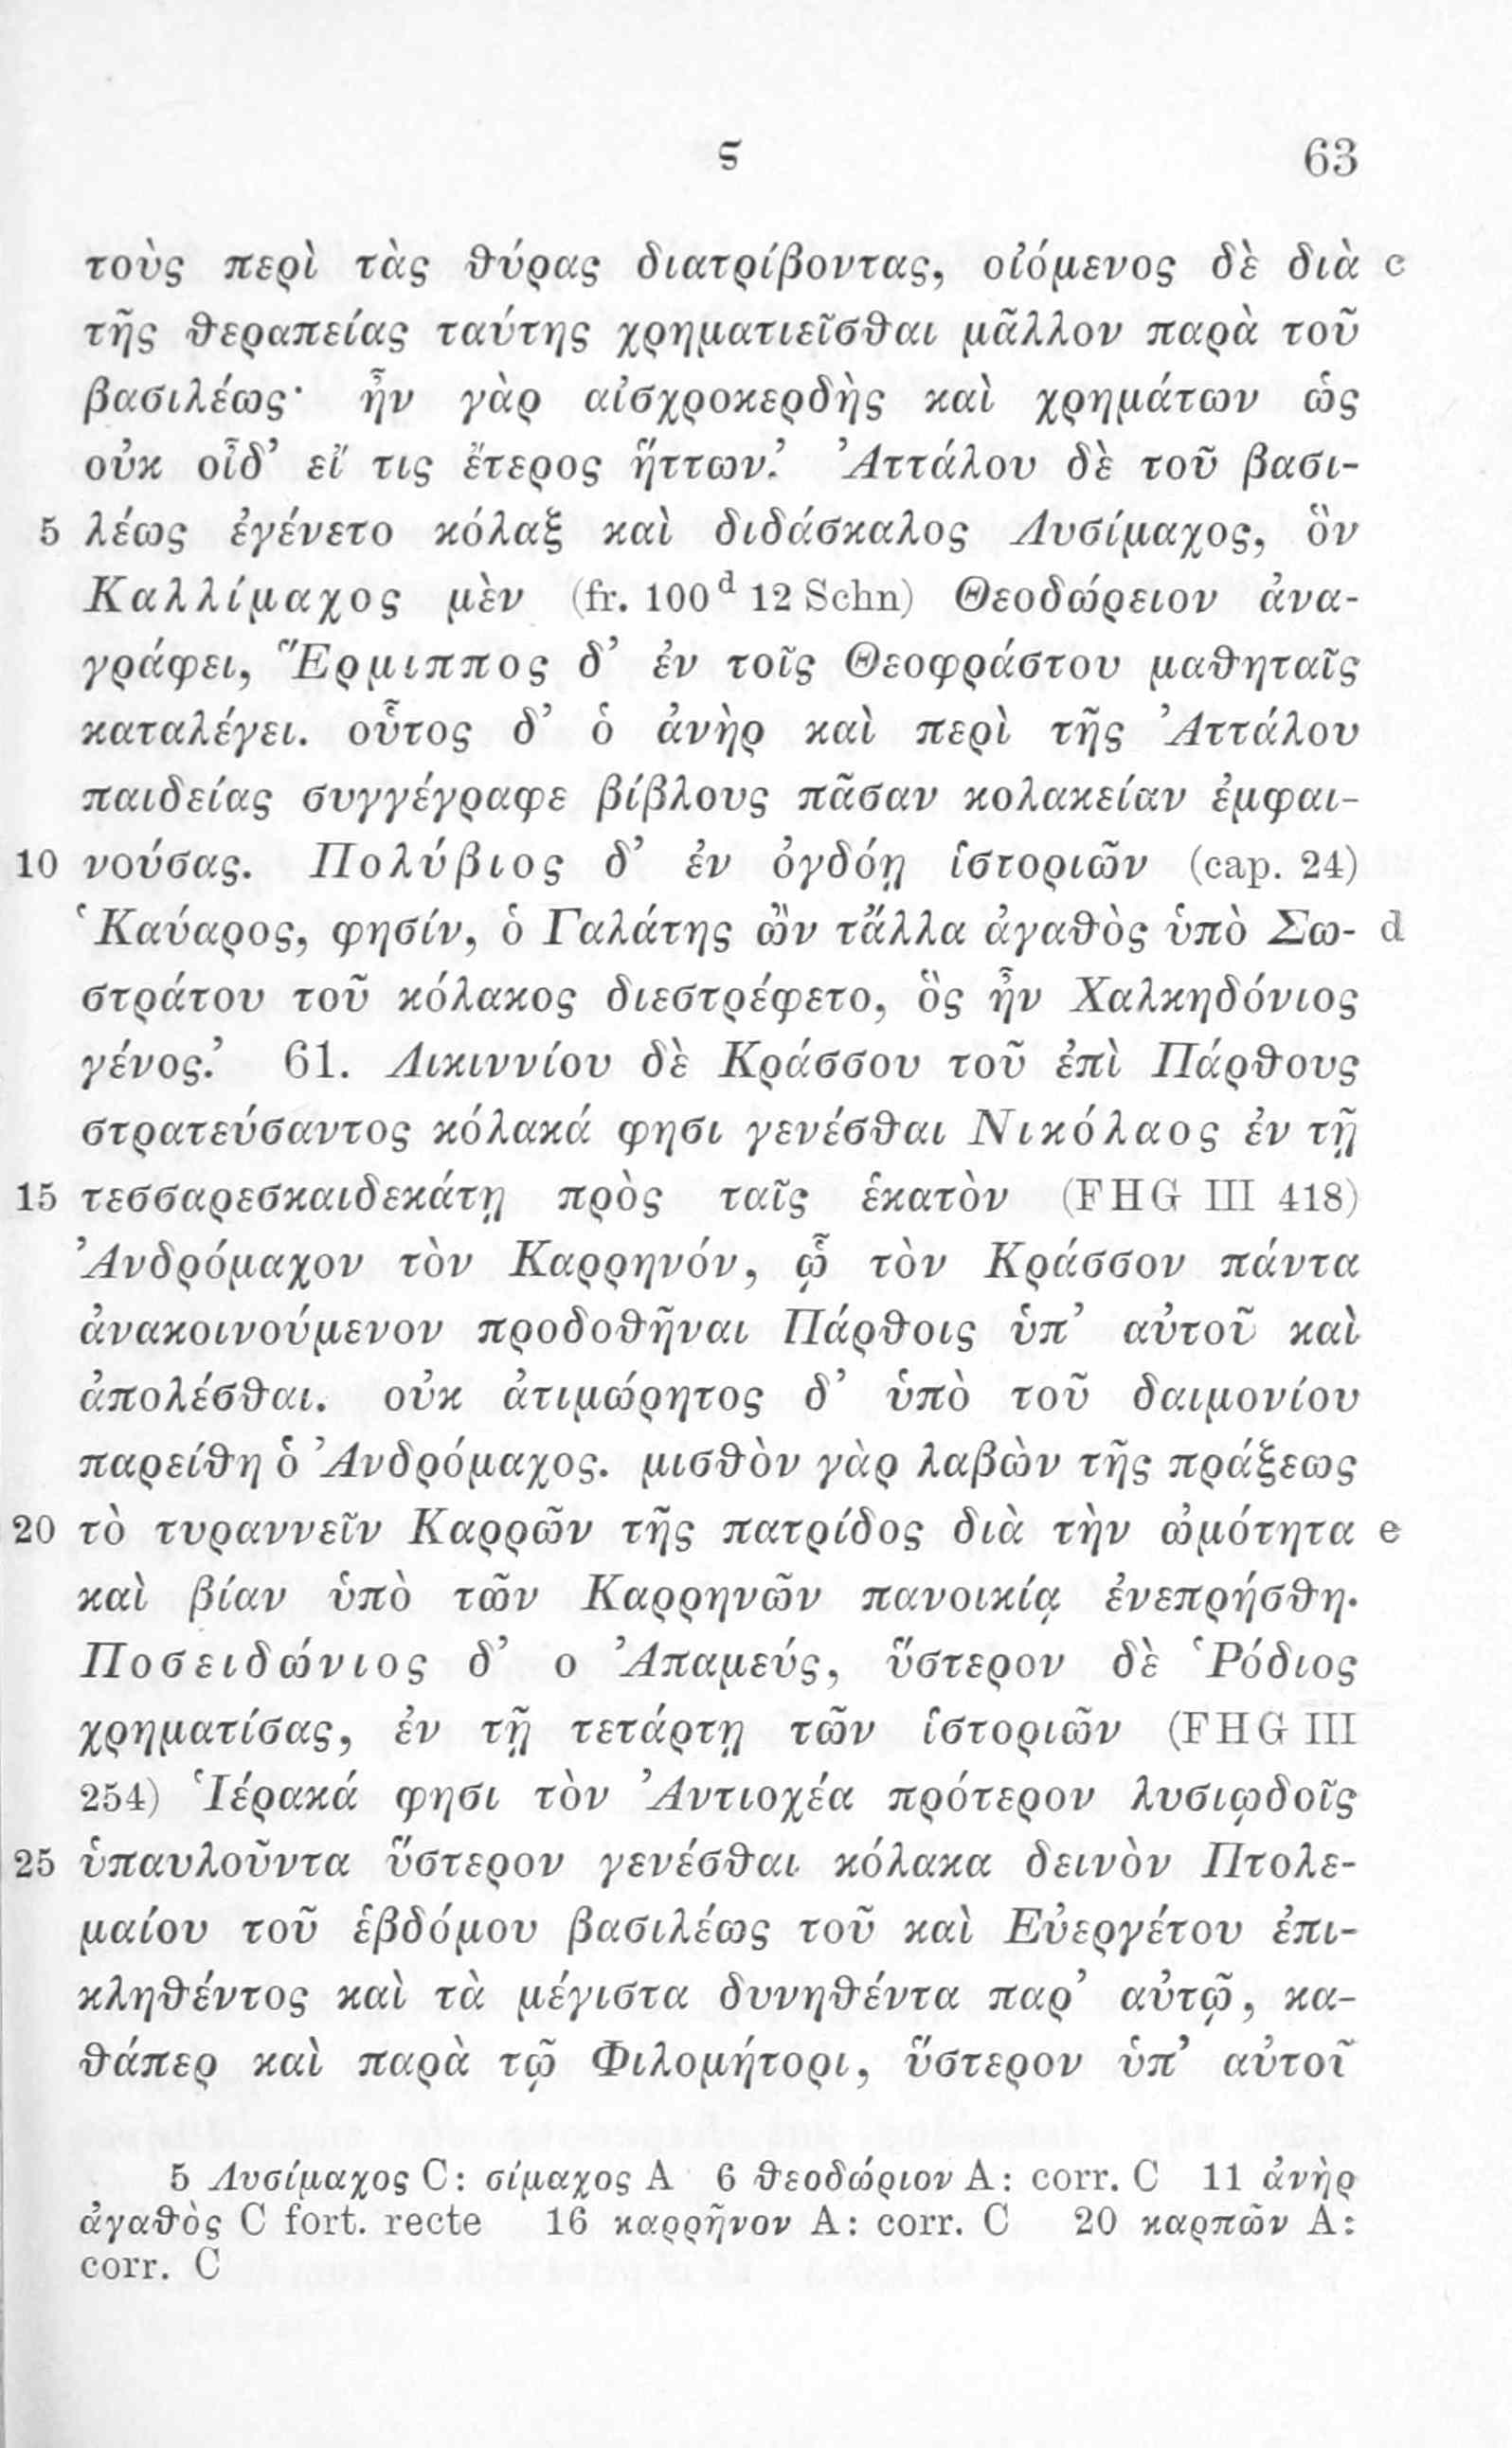 ϛ 63
τοὺς περὶ τὰς θύρας διατρίβοντας, οἰόμενος δὲ διὰ c
τῆς θεραπείας ταύτης χρηματιεῖσθαι μᾶλλον παρὰ τοῦ
βασιλέως· ἦν γὰρ αἰσχροκερδὴς καὶ χρημάτων ὡς
οὐκ οἶδ’ εἴ τις ἕτερος ἥττων.’ Ἀττάλου δὲ τοῦ βασι-
5 λέως ἐγένετο κόλαξ καὶ διδάσκαλος Λυσίμαχος, ὃν
Καλλίμαχος μὲν (fr. 100ᵈ 12 Schn) Θεοδώρειον ἀνα-
γράφει, Ἕρμιππος δ’ ἐν τοῖς Θεοφράστου μαθηταῖς
καταλέγει. οὗτος δ’ ὁ ἀνὴρ καὶ περὶ τῆς Ἀττάλου
παιδείας συγγέγραφε βίβλους πᾶσαν κολακείαν ἐμφαι-
10 νούσας. Πολύβιος δ’ ἐν ὀγδόῃ ἱστοριῶν (cap. 24)
‘Καύαρος, φησίν, ὁ Γαλάτης ὢν τἄλλα ἀγαθὸς ὑπὸ Σω- d
στράτου τοῦ κόλακος διεστρέφετο, ὃς ἦν Χαλκηδόνιος
γένος.’ 61. Λικιννίου δὲ Κράσσου τοῦ ἐπὶ Πάρθους
στρατεύσαντος κόλακά φησι γενέσθαι Νικόλαος ἐν τῇ
15 τεσσαρεσκαιδεκάτῃ πρὸς ταῖς ἑκατὸν (FHG III 418)
Ἀνδρόμαχον τὸν Καρρηνόν, ᾧ τὸν Κράσσον πάντα
ἀνακοινούμενον προδοθῆναι Πάρθοις ὑπ’ αὐτοῦ καὶ
ἀπολέσθαι. οὐκ ἀτιμώρητος δ’ ὑπὸ τοῦ δαιμονίου
παρείθη ὁ Ἀνδρόμαχος. μισθὸν γὰρ λαβὼν τῆς πράξεως
20 τὸ τυραννεῖν Καρρῶν τῆς πατρίδος διὰ τὴν ὠμότητα e
καὶ βίαν ὑπὸ τῶν Καρρηνῶν πανοικίᾳ ἐνεπρήσθη.
Ποσειδώνιος δ’ ο Ἀπαμεύς, ὕστερον δὲ Ῥόδιος
χρηματίσας, ἐν τῇ τετάρτῃ τῶν ἱστοριῶν (FHG III
254) Ἱέρακά φησι τὸν Ἀντιοχέα πρότερον λυσιῳδοῖς
25 ὑπαυλοῦντα ὕστερον γενέσθαι κόλακα δεινὸν Πτολε-
μαίου τοῦ ἑβδόμου βασιλέως τοῦ καὶ Εὐεργέτου ἐπι-
κληθέντος καὶ τὰ μέγιστα δυνηθέντα παρ’ αὐτῷ, κα-
θάπερ καὶ παρὰ τῷ Φιλομήτορι, ὕστερον ὑπ’ αὐτοῦ
5 Λυσίμαχος C: σίμαχος A 6 θεοδώριον A: corr. C 11 ἀνὴρ
ἀγαθὸς C fort. recte 16 καρρῆνον A: corr. C 20 καρπῶν A:
corr. C